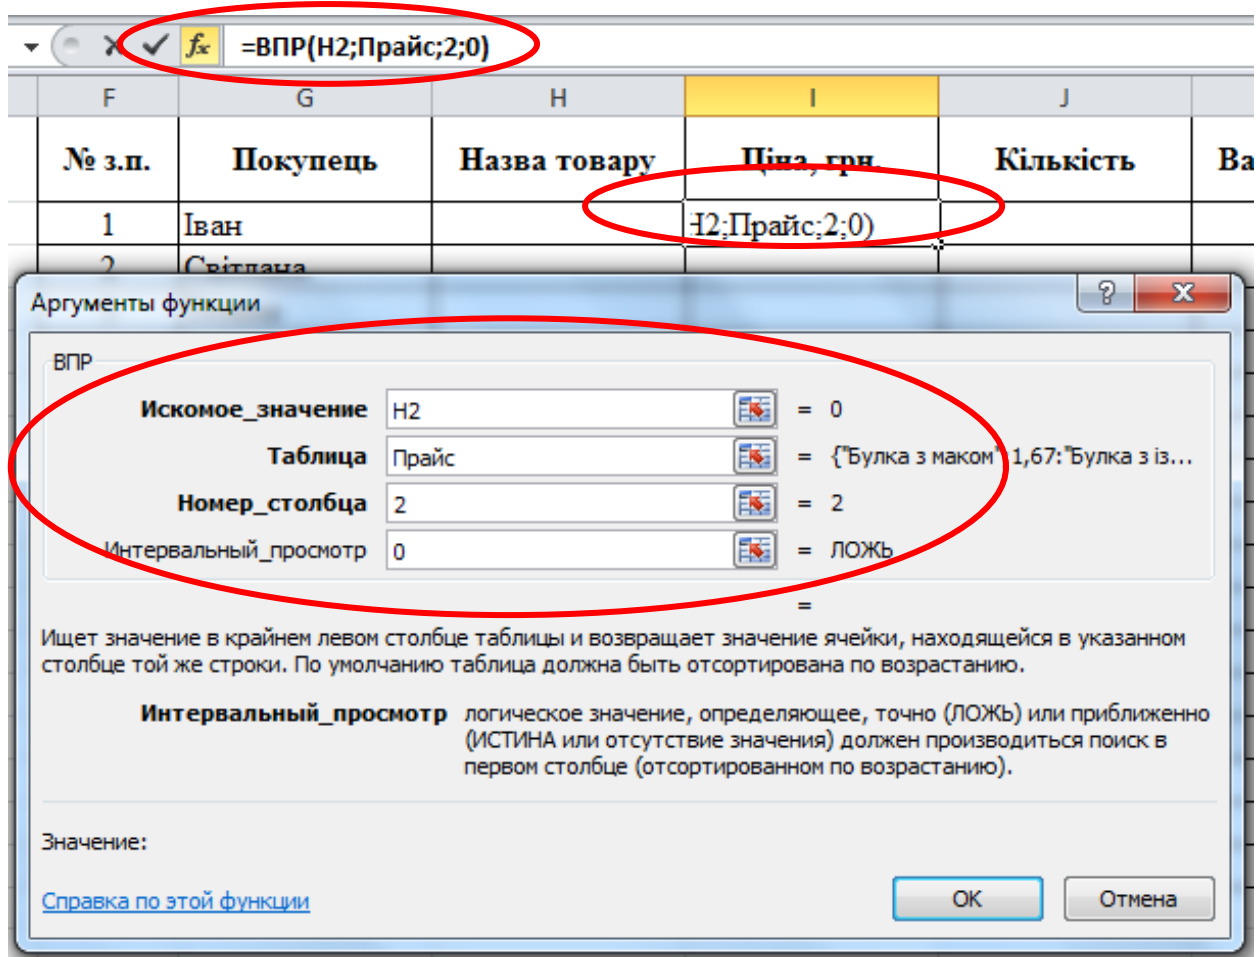 fx =ВПР(H2;Прайс;2;0)
F G H I J
№ з.п. Покупець Назва товару Ціна, грн. Кількість Ва
1 Іван H2;Прайс;2;0)
2 Світлана
Аргументы функции
ВПР
Искомое_значение H2 = 0
Таблица Прайс = {"Булка з маком";1,67:"Булка з із...
Номер_столбца 2 = 2
Интервальный_просмотр 0 = ЛОЖЬ
=
Ищет значение в крайнем левом столбце таблицы и возвращает значение ячейки, находящейся в указанном
столбце той же строки. По умолчанию таблица должна быть отсортирована по возрастанию.
Интервальный_просмотр логическое значение, определяющее, точно (ЛОЖЬ) или приближенно
(ИСТИНА или отсутствие значения) должен производиться поиск в
первом столбце (отсортированном по возрастанию).
Значение:
Справка по этой функции
ОК Отмена